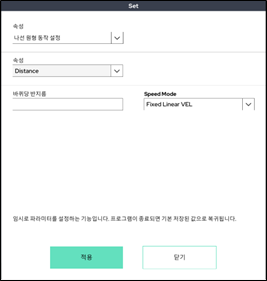 Set
속성
나선 원형 동작 설정
속성
Distance
바퀴당 반지름
Speed Mode
Fixed Linear VEL
임시로 파라미터를 설정하는 기능입니다. 프로그램이 종료되면 기본 저장된 값으로 복귀됩니다.
적용
닫기